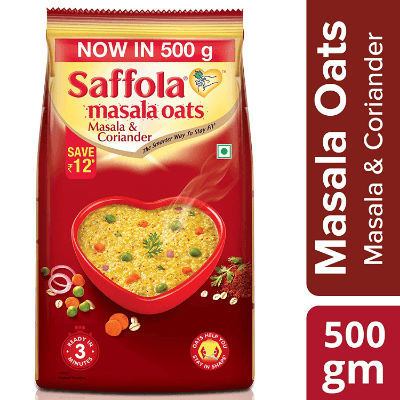 NOW IN 500 g
Saffola
masala oats
Masala &
Coriander
The Smarter Way To Stay Fit
SAVE
₹12*
READY IN
3
MINUTES
OATS HELP YOU
STAY IN SHAPE
Masala Oats
Masala & Coriander
500
gm